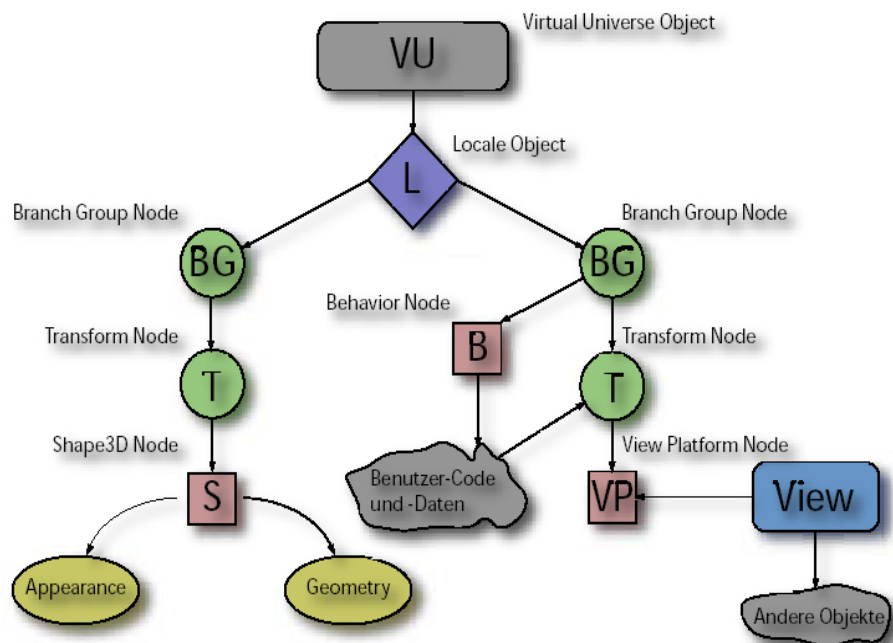 Virtual Universe Object
VU
Locale Object
L
Branch Group Node
Branch Group Node
BG
BG
Behavior Node
Transform Node
Transform Node
B
T
T
Shape3D Node
View Platform Node
Benutzer-Code
und -Daten
S
VP
View
Appearance
Geometry
Andere Objekte